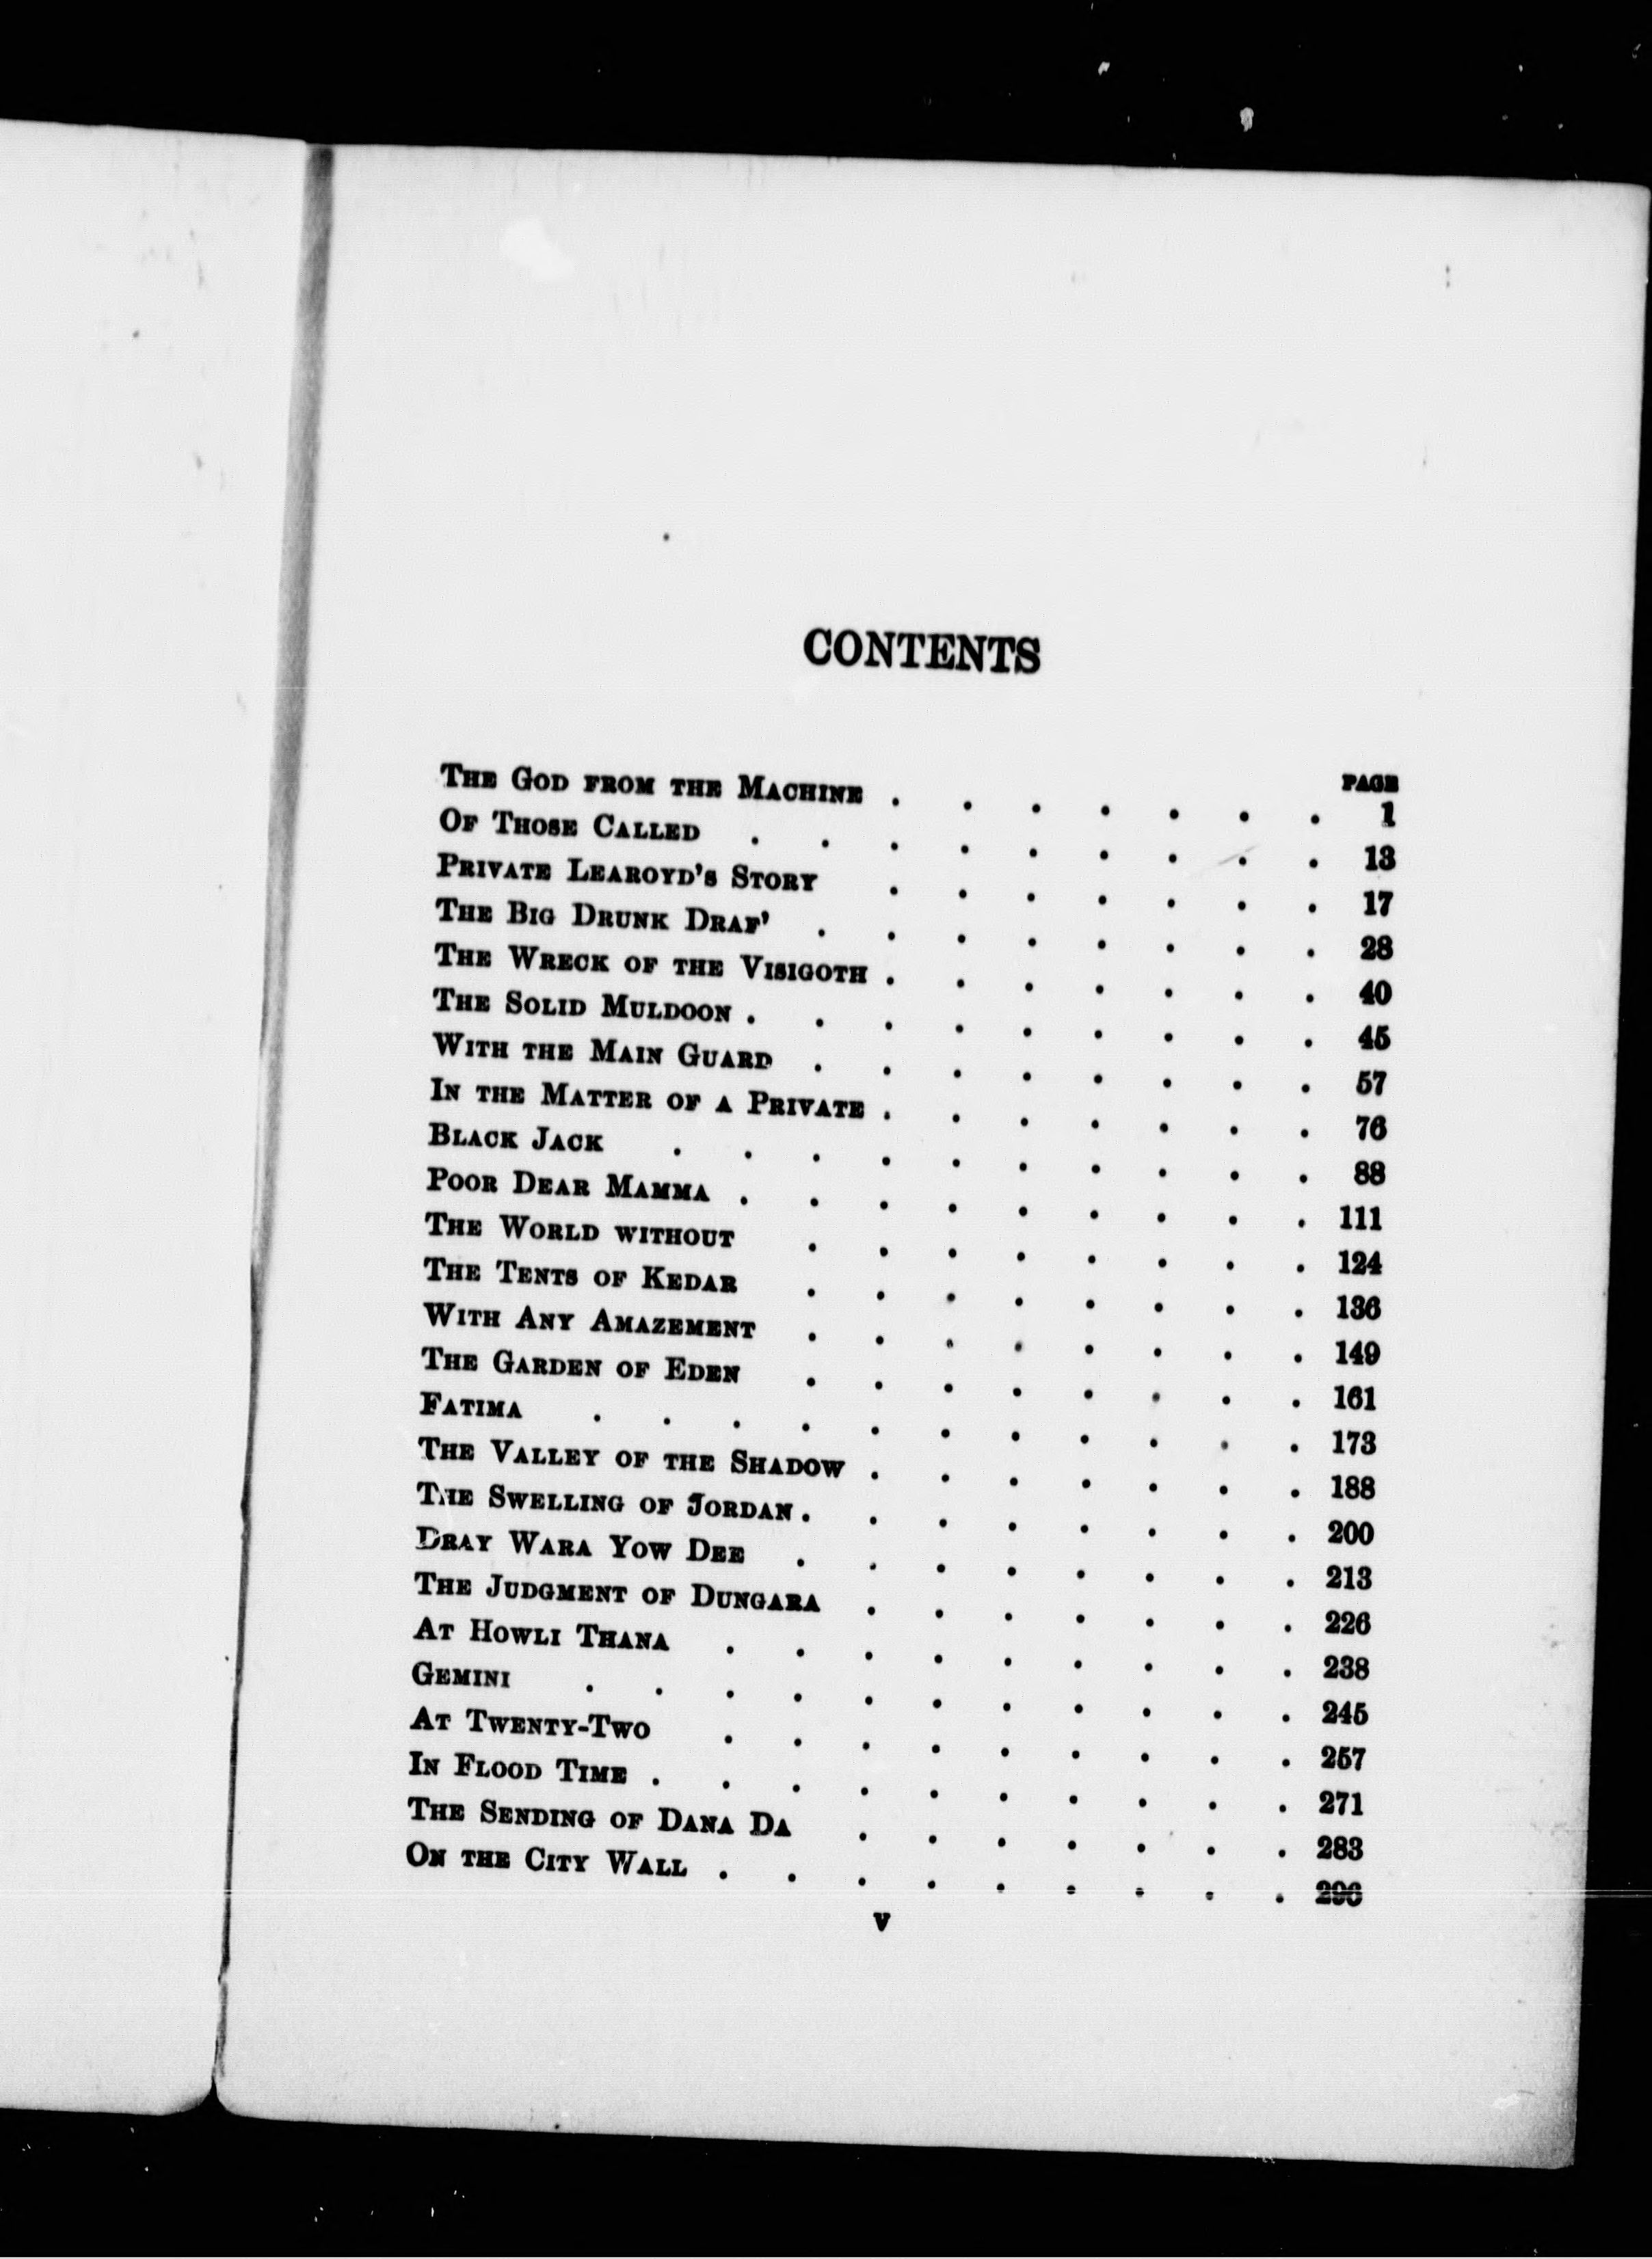 CONTENTS
PAGE
THE GOD FROM THE MACHINE . . . . . . . 1
OF THOSE CALLED . . . . . . . . . 13
PRIVATE LEAROYD'S STORY . . . . . . . 17
THE BIG DRUNK DRAF' . . . . . . . . 28
THE WRECK OF THE VISIGOTH . . . . . . . 40
THE SOLID MULDOON . . . . . . . . . 45
WITH THE MAIN GUARD . . . . . . . . 57
IN THE MATTER OF A PRIVATE . . . . . . . 76
BLACK JACK . . . . . . . . . . 88
POOR DEAR MAMMA . . . . . . . . . 111
THE WORLD WITHOUT . . . . . . . . 124
THE TENTS OF KEDAR . . . . . . . . 136
WITH ANY AMAZEMENT . . . . . . . . 149
THE GARDEN OF EDEN . . . . . . . . 161
FATIMA . . . . . . . . . . . 173
THE VALLEY OF THE SHADOW . . . . . . . 188
THE SWELLING OF JORDAN . . . . . . . . 200
DRAY WARA YOW DEE . . . . . . . . 213
THE JUDGMENT OF DUNGARA . . . . . . . 226
AT HOWLI THANA . . . . . . . . . 238
GEMINI . . . . . . . . . . . 245
AT TWENTY-TWO . . . . . . . . . 257
IN FLOOD TIME . . . . . . . . . . 271
THE SENDING OF DANA DA . . . . . . . 283
ON THE CITY WALL . . . . . . . . . 296
v